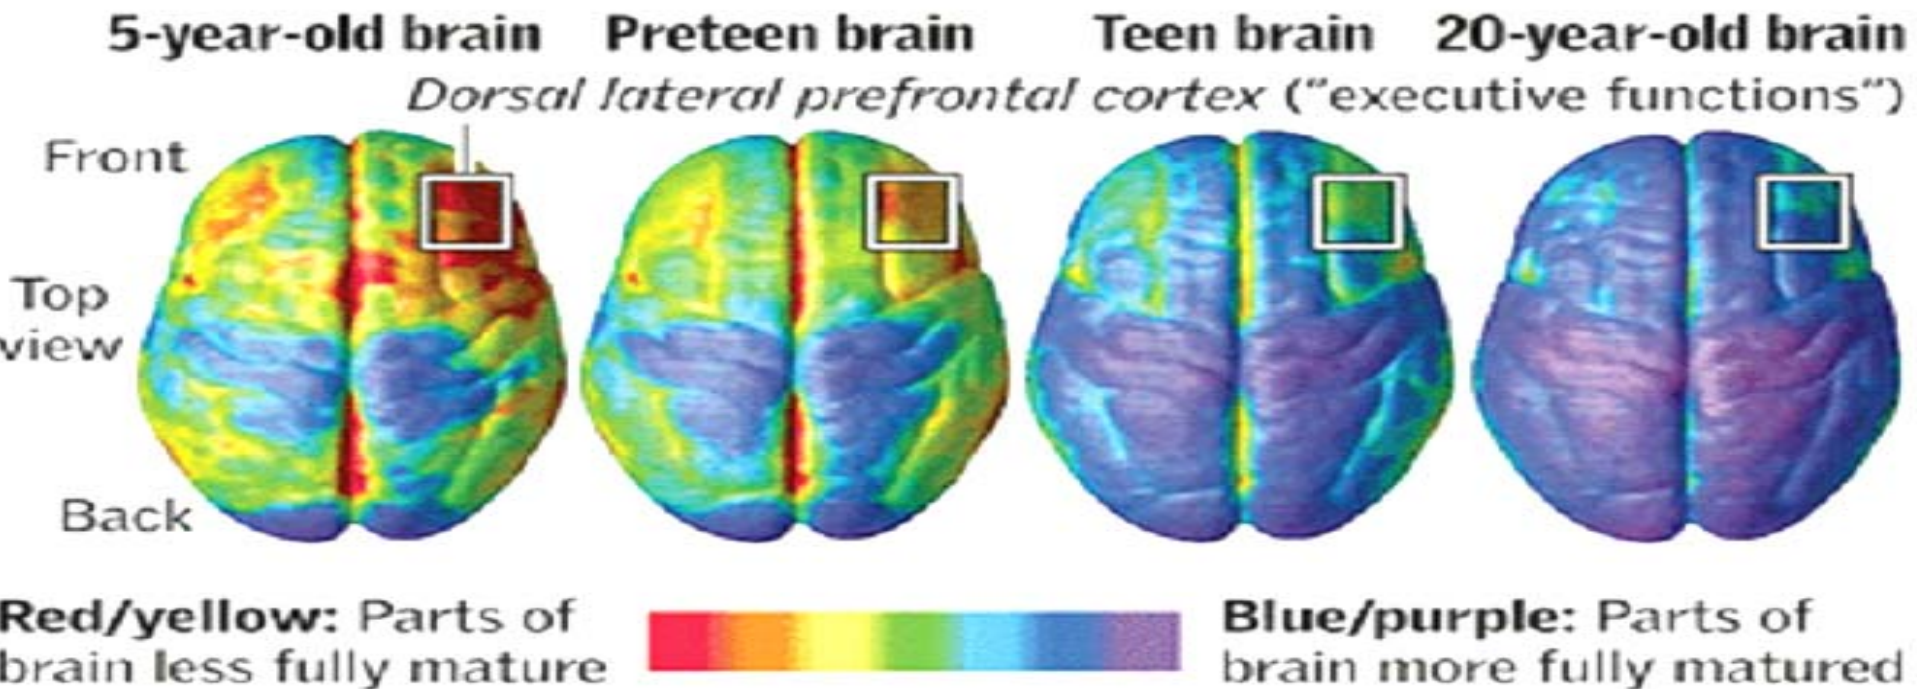 5-year-old brain Preteen brain Teen brain 20-year-old brain
Dorsal lateral prefrontal cortex ("executive functions")
Front
Top
view
Back
Red/yellow: Parts of
brain less fully mature
Blue/purple: Parts of
brain more fully matured